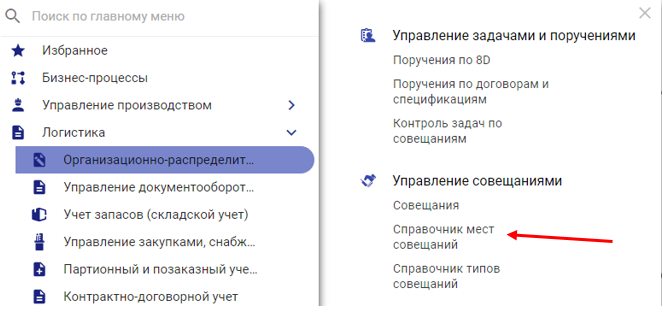 Поиск по главному меню
Избранное
Бизнес-процессы
Управление производством
Логистика
Организационно-распределит...
Управление документооборот...
Учет запасов (складской учет)
Управление закупками, снабж...
Партионный и позаказный уче...
Контрактно-договорной учет
Управление задачами и поручениями
Поручения по 8D
Поручения по договорам и
спецификациям
Контроль задач по
совещаниям
Управление совещаниями
Совещания
Справочник мест
совещаний
Справочник типов
совещаний